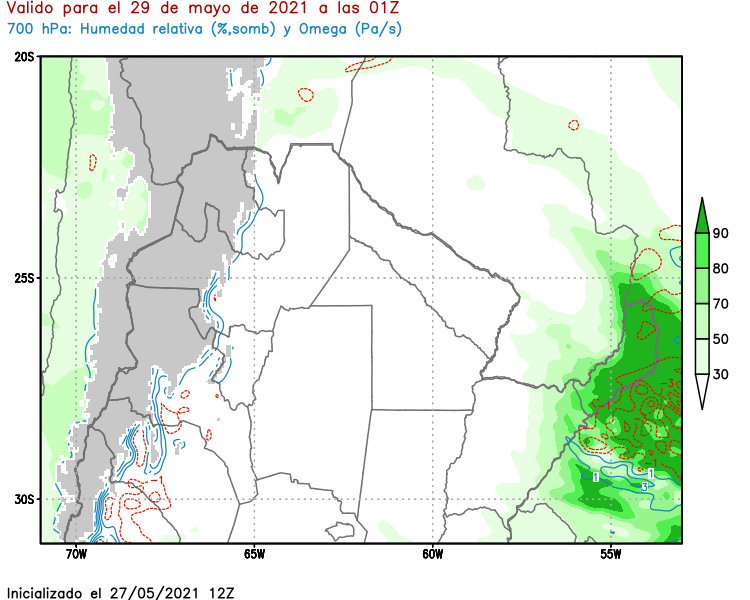 Valido para el 29 de mayo de 2021 a las 01Z
700 hPa: Humedad relativa (%,somb) y Omega (Pa/s)
20S
25S
30S
70W 65W 60W 55W
90
80
70
50
30
1
1
3
Inicializado el 27/05/2021 12Z